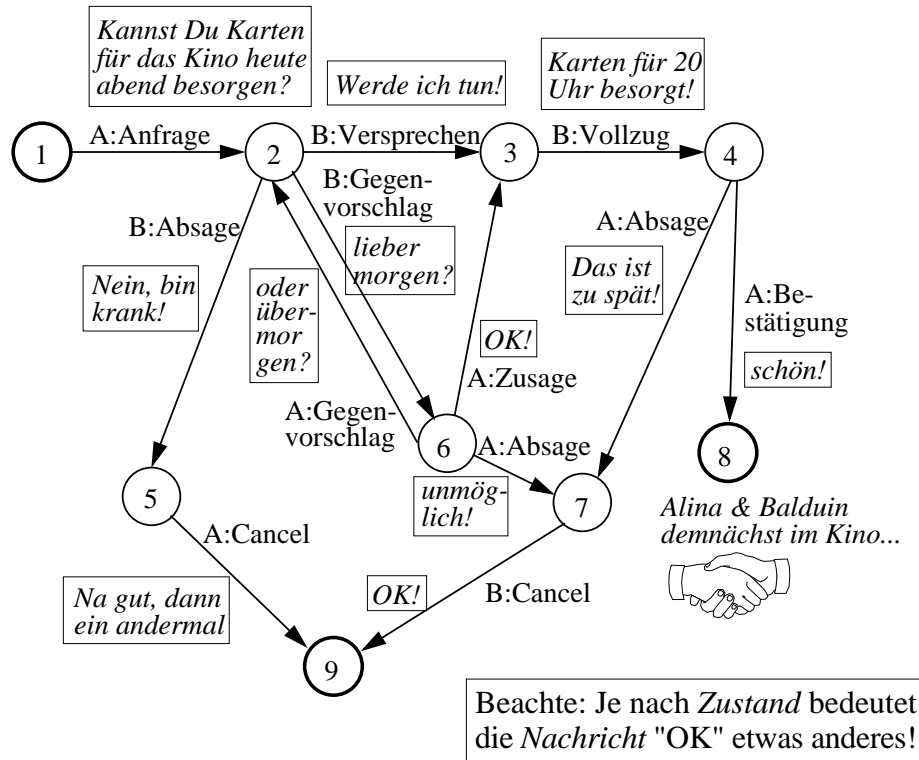 Kannst Du Karten
für das Kino heute
abend besorgen?
Werde ich tun!
Karten für 20
Uhr besorgt!
1
A:Anfrage
2
B:Versprechen
3
B:Vollzug
4
B:Absage
B:Gegen-
vorschlag
A:Absage
Nein, bin
krank!
oder
über-
mor
gen?
lieber
morgen?
Das ist
zu spät!
A:Be-
stätigung
OK!
A:Zusage
schön!
A:Gegen-
vorschlag
6
A:Absage
8
5
unmög-
lich!
7
Alina & Balduin
demnächst im Kino...
A:Cancel
Na gut, dann
ein andermal
OK!
B:Cancel
9
Beachte: Je nach Zustand bedeutet
die Nachricht "OK" etwas anderes!